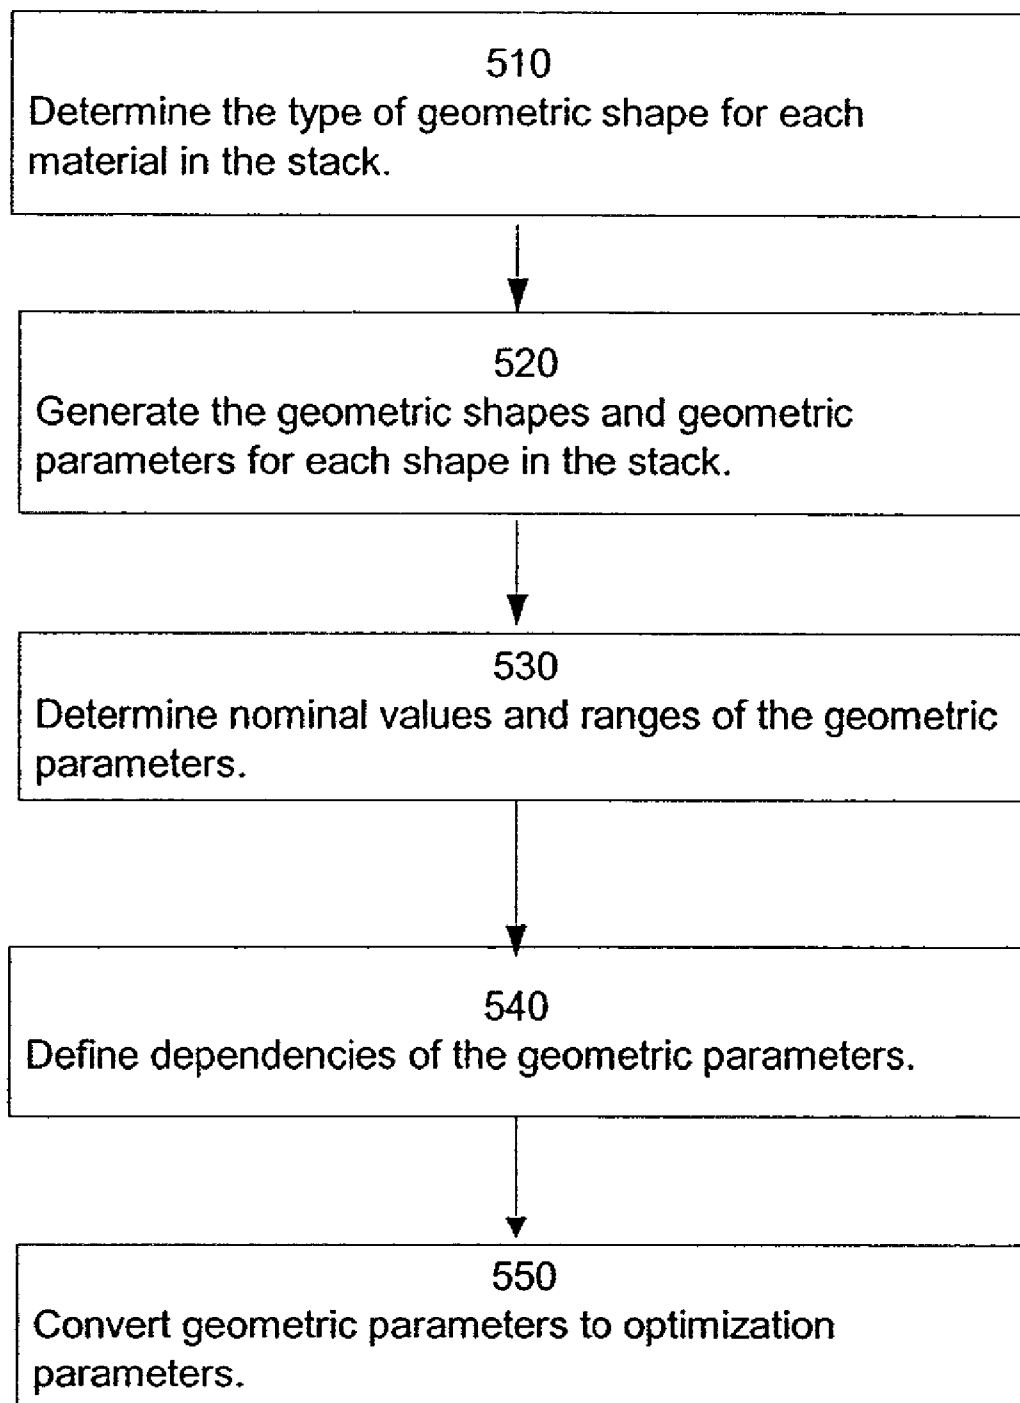 510
Determine the type of geometric shape for each
material in the stack.
520
Generate the geometric shapes and geometric
parameters for each shape in the stack.
530
Determine nominal values and ranges of the geometric
parameters.
540
Define dependencies of the geometric parameters.
550
Convert geometric parameters to optimization
parameters.